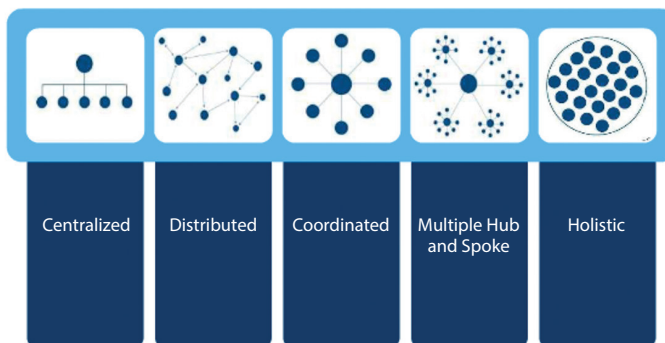 Centralized
Distributed
Coordinated
Multiple Hub
and Spoke
Holistic